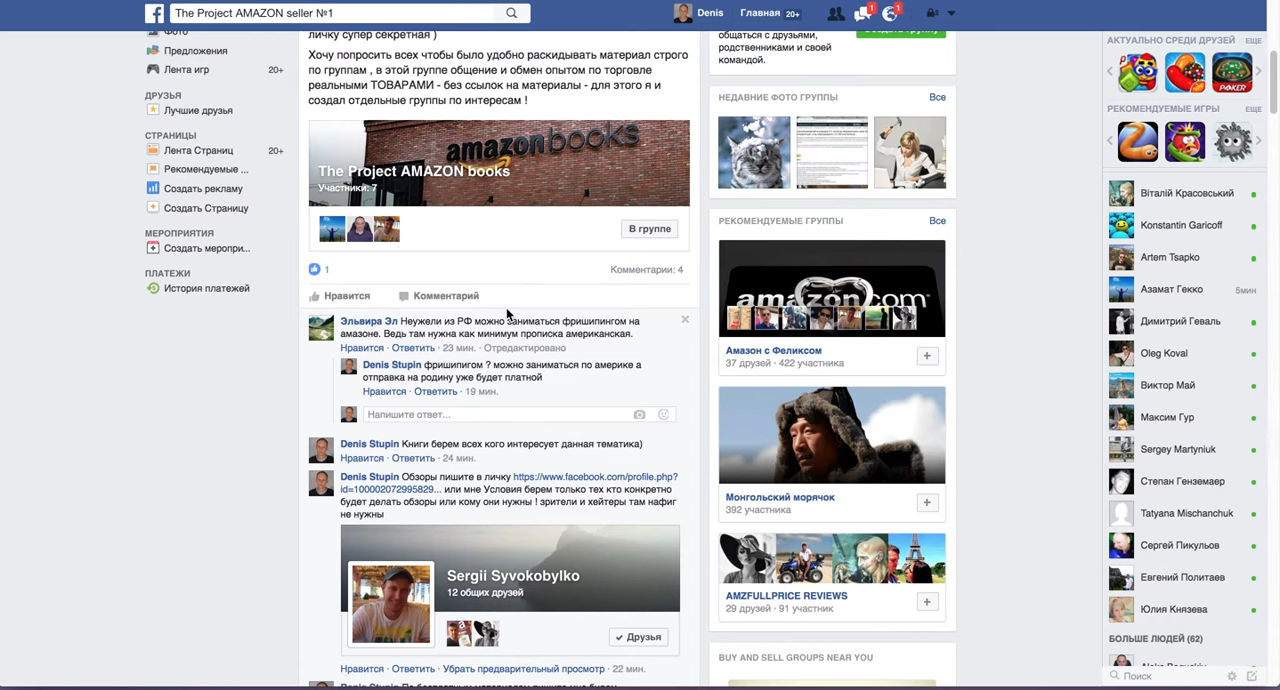 The Project AMAZON seller №1
Denis
Главная 20+
1
1
Фото
Предложения
Лента игр 20+
ДРУЗЬЯ
Лучшие друзья
СТРАНИЦЫ
Лента Страниц 20+
Рекомендуемые ...
Создать рекламу
Создать Страницу
МЕРОПРИЯТИЯ
Создать меропри...
ПЛАТЕЖИ
История платежей
личку супер секретная )
Хочу попросить всех чтобы было удобно раскидывать материал строго
по группам , в этой группе общение и обмен опытом по торговле
реальными ТОВАРАМИ - без ссылок на материалы - для этого я и
создал отдельные группы по интересам !
amazonbooks
The Project AMAZON books
Участники: 7
В группе
1
Комментарии: 4
Нравится Комментарий
Эльвира Эл Неужели из РФ можно заниматься фришипингом на
амазоне. Ведь там нужна как минимум прописка американская.
Нравится · Ответить · 23 мин. · Отредактировано
Denis Stupin фришипигом ? можно заниматься по америке а
отправка на родину уже будет платной
Нравится · Ответить · 19 мин.
Напишите ответ...
Denis Stupin Книги берем всех кого интересует данная тематика)
Нравится · Ответить · 24 мин.
Denis Stupin Обзоры пишите в личку https://www.facebook.com/profile.php?
id=100002072995829... или мне Условия берем только тех кто конкретно
будет делать обзоры или кому они нужны ! зрители и хейтеры там нафиг
не нужны
Sergii Syvokobylko
12 общих друзей
Друзья
Нравится · Ответить · Убрать предварительный просмотр · 22 мин.
общаться с друзьями,
родственниками и своей
командой.
НЕДАВНИЕ ФОТО ГРУППЫ Все
РЕКОМЕНДУЕМЫЕ ГРУППЫ Все
amazon.com
Амазон с Феликсом
37 друзей · 422 участника
Монгольский морячок
392 участника
AMZFULLPRICE REVIEWS
29 друзей · 91 участник
BUY AND SELL GROUPS NEAR YOU
АКТУАЛЬНО СРЕДИ ДРУЗЕЙ ЕЩЕ
POKER
РЕКОМЕНДУЕМЫЕ ИГРЫ ЕЩЕ
Віталій Красовський
Konstantin Garicoff
Artem Tsapko
Азамат Гекко 5мин
Димитрий Геваль
Oleg Koval
Виктор Май
Максим Гур
Sergey Martyniuk
Степан Гензмаер
Tatyana Mischanchuk
Сергей Пикульов
Евгений Политаев
Юлия Князева
БОЛЬШЕ ЛЮДЕЙ (62)
Поиск